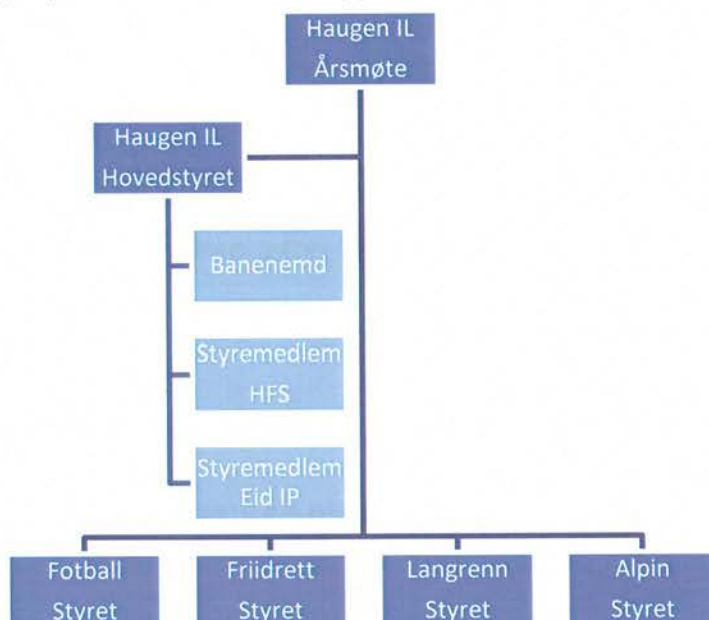 Haugen IL
Årsmøte
Haugen IL
Hovedstyret
Banenemd
Styremedlem
HFS
Styremedlem
Eid IP
Fotball
Styret
Friidrett
Styret
Langrenn
Styret
Alpin
Styret